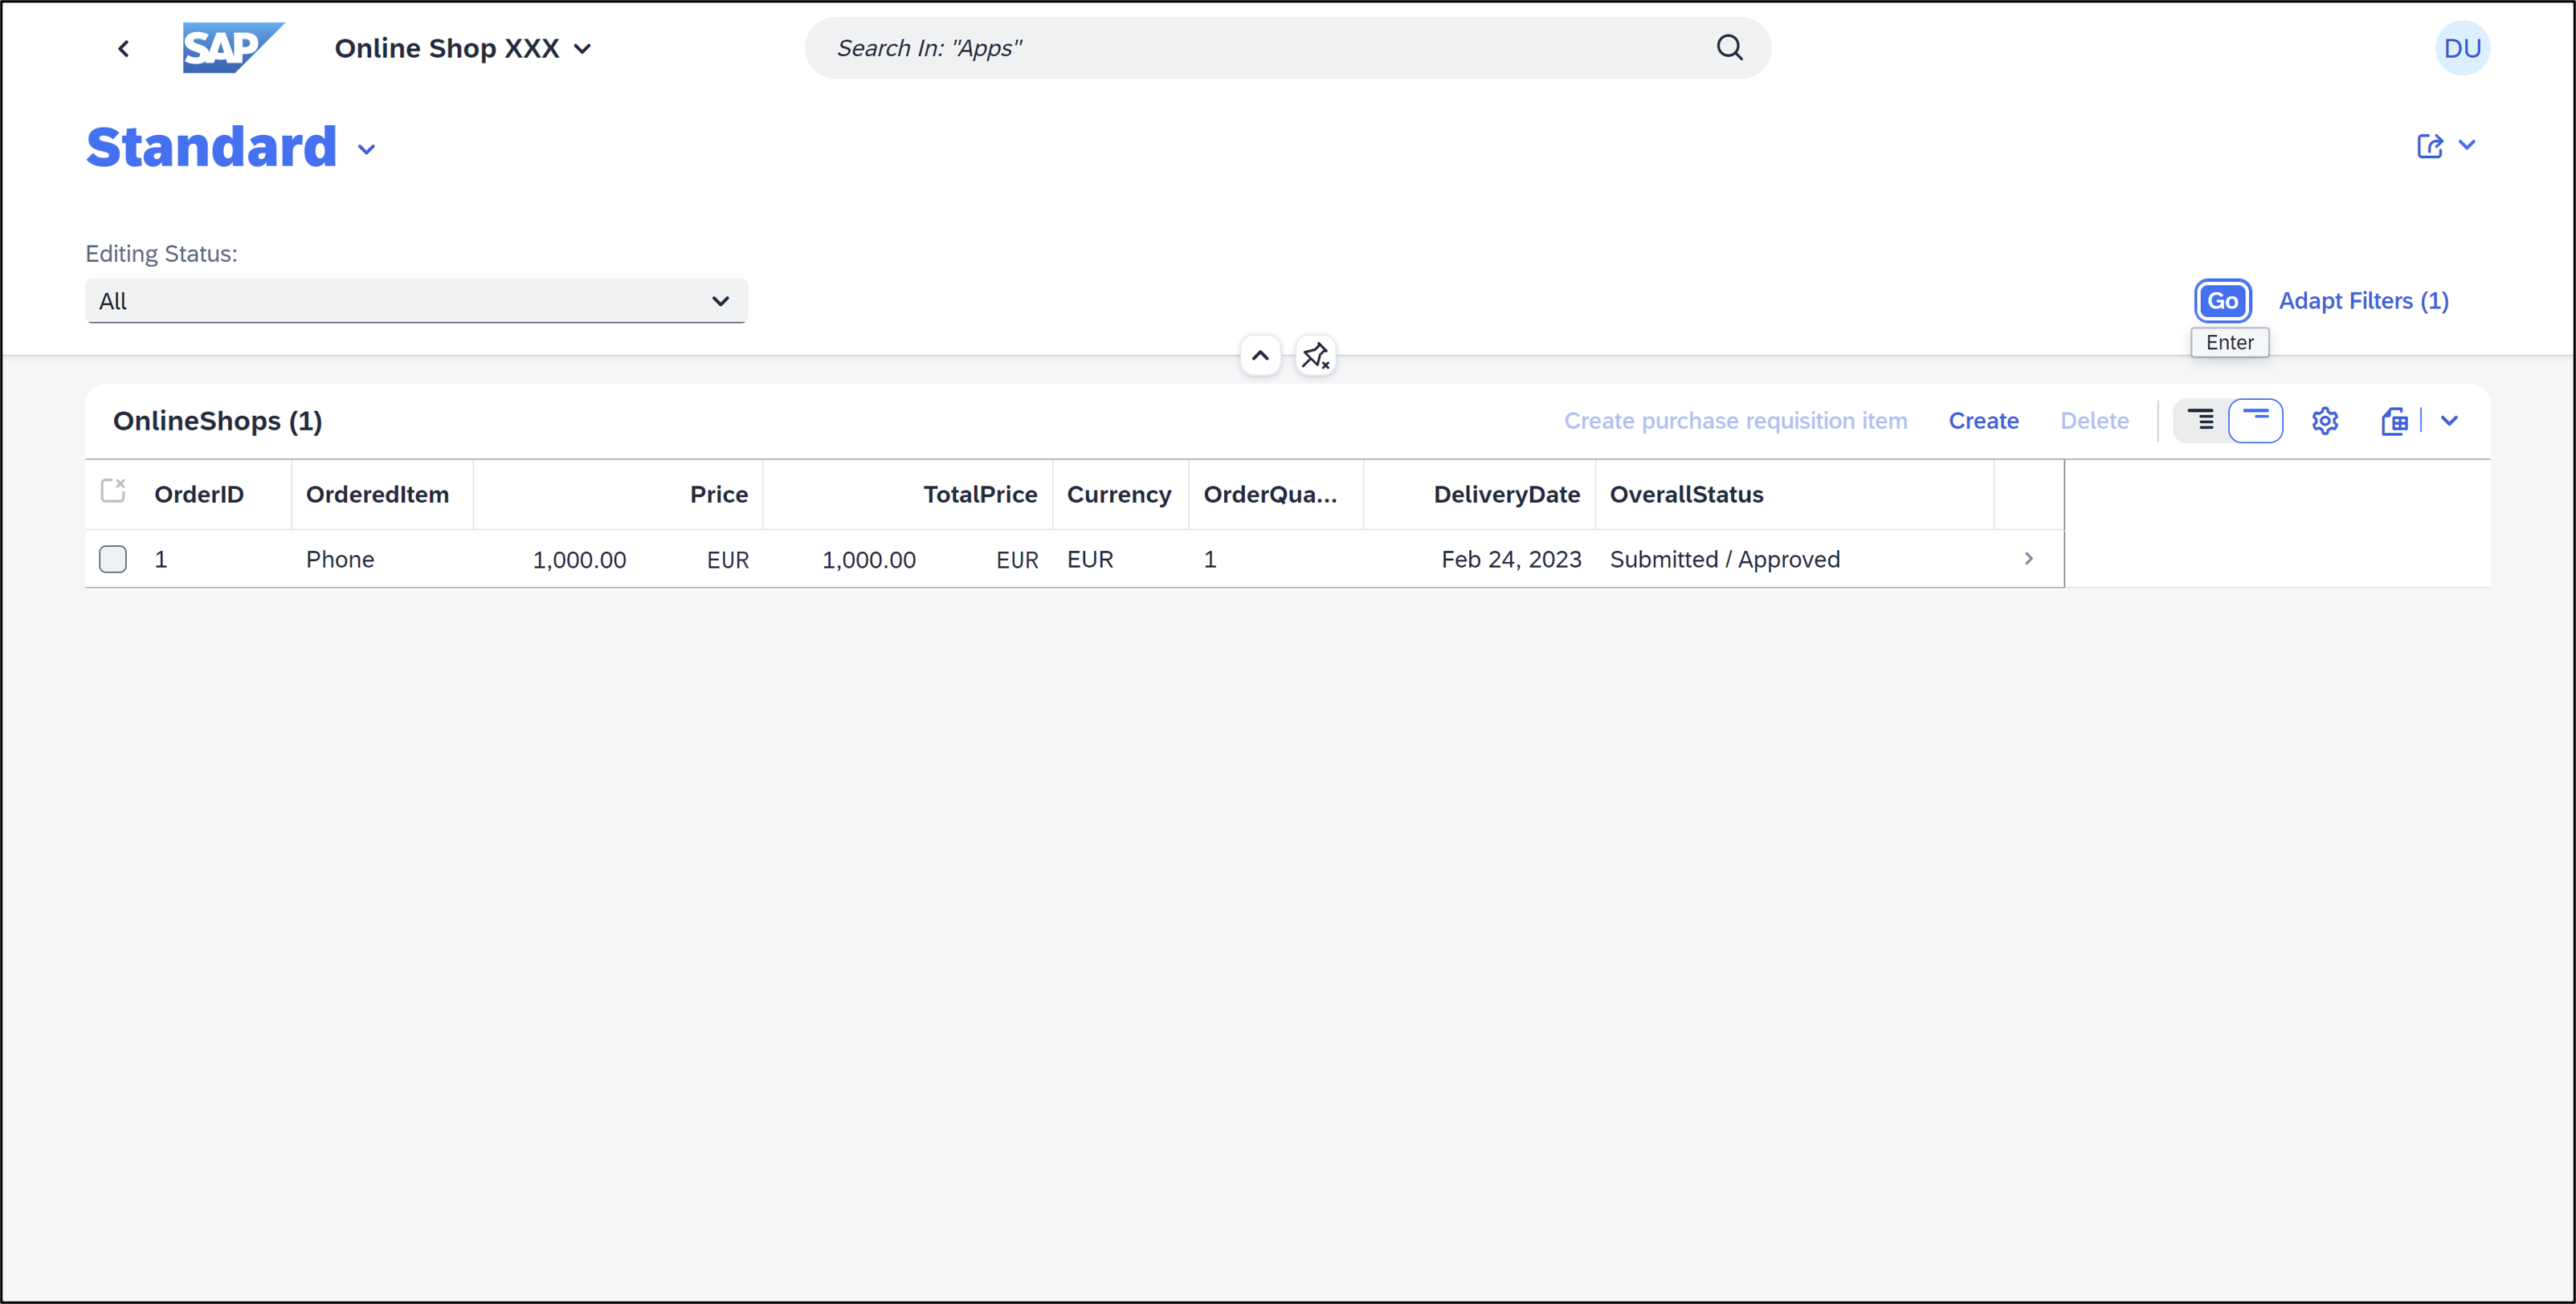 SAP Online Shop XXX Search In: "Apps" DU
Standard
Editing Status:
All Go Adapt Filters (1)
Enter
OnlineShops (1) Create purchase requisition item Create Delete
OrderID OrderedItem Price TotalPrice Currency OrderQua... DeliveryDate OverallStatus
1 Phone 1,000.00 EUR 1,000.00 EUR EUR 1 Feb 24, 2023 Submitted / Approved